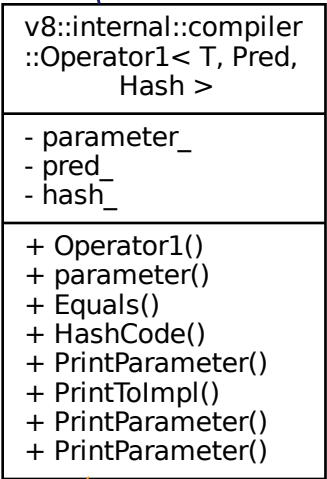 v8::internal::compiler
::Operator1< T, Pred,
Hash >
- parameter_
- pred_
- hash_
+ Operator1()
+ parameter()
+ Equals()
+ HashCode()
+ PrintParameter()
+ PrintToImpl()
+ PrintParameter()
+ PrintParameter()